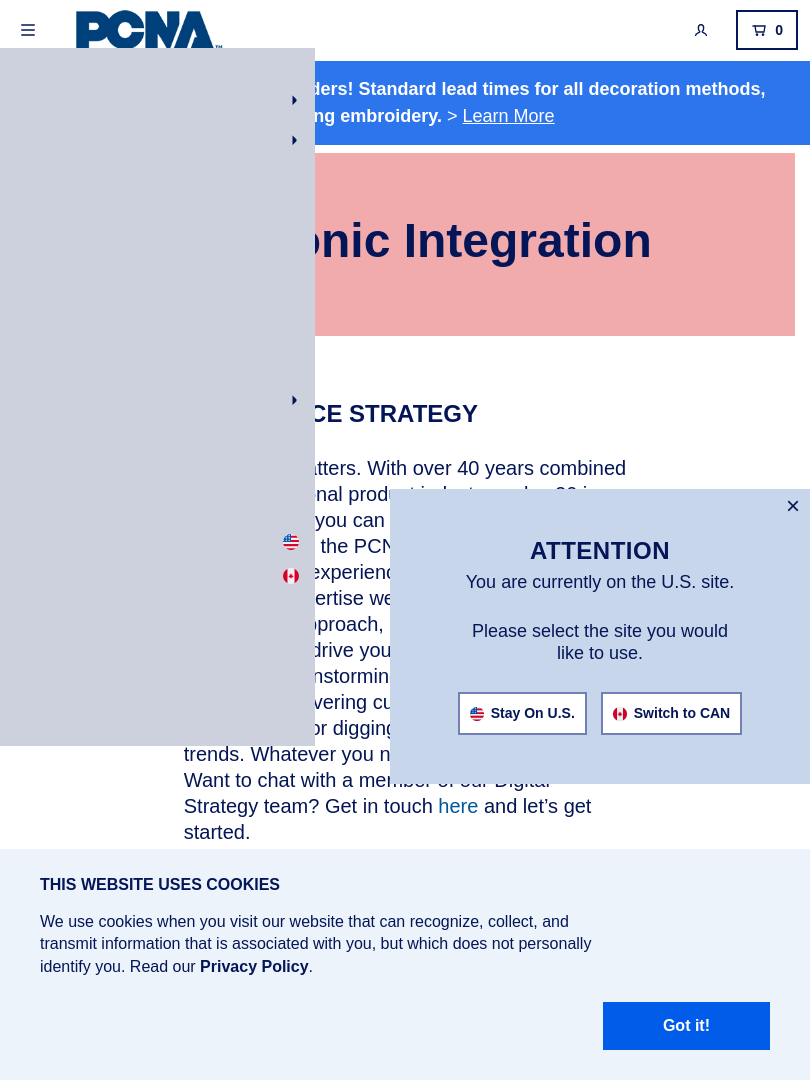 PCNA™
0
ders! Standard lead times for all decoration methods,
ng embroidery. > Learn More
onic Integration
CE STRATEGY
tters. With over 40 years combined
you can
the PCN
experienc
ertise we
pproach,
drive you
nstorming
vering cu
or digging
trends. Whatever you n
Want to chat with a member of our Digital
Strategy team? Get in touch here and let’s get
started.
×
ATTENTION
You are currently on the U.S. site.
Please select the site you would
like to use.
Stay On U.S.
Switch to CAN
THIS WEBSITE USES COOKIES
We use cookies when you visit our website that can recognize, collect, and
transmit information that is associated with you, but which does not personally
identify you. Read our Privacy Policy.
Got it!